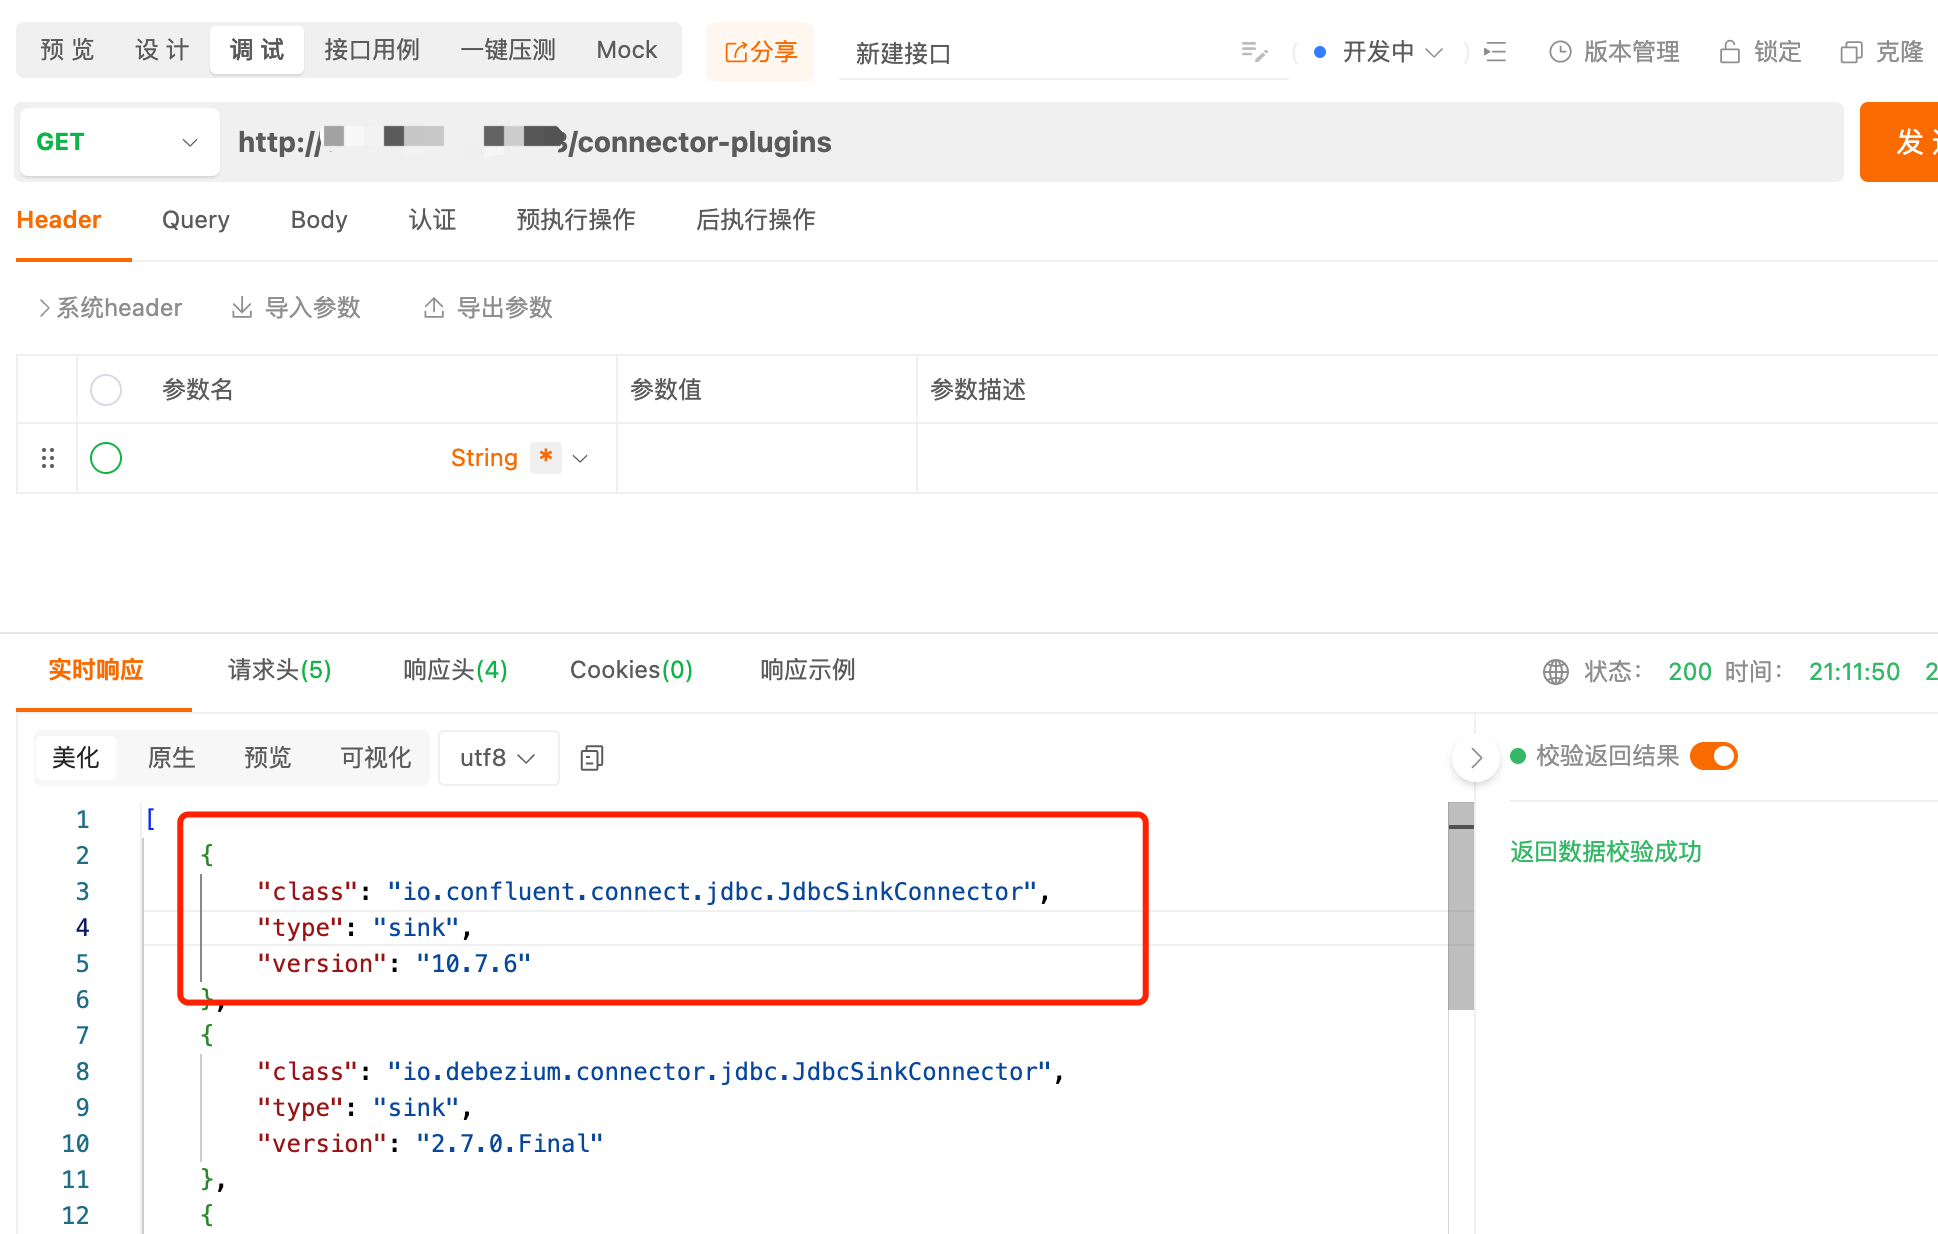 预 览 设 计 调 试 接口用例 一键压测 Mock 分享 新建接口 开发中 版本管理 锁定 克隆
GET http:// /connector-plugins 发
Header Query Body 认证 预执行操作 后执行操作
系统header 导入参数 导出参数
参数名 参数值 参数描述
String *
实时响应 请求头(5) 响应头(4) Cookies(0) 响应示例 状态： 200 时间： 21:11:50 2
美化 原生 预览 可视化 utf8 校验返回结果
返回数据校验成功
1 [
2 {
3 "class": "io.confluent.connect.jdbc.JdbcSinkConnector",
4 "type": "sink",
5 "version": "10.7.6"
6 },
7 {
8 "class": "io.debezium.connector.jdbc.JdbcSinkConnector",
9 "type": "sink",
10 "version": "2.7.0.Final"
11 },
12 {